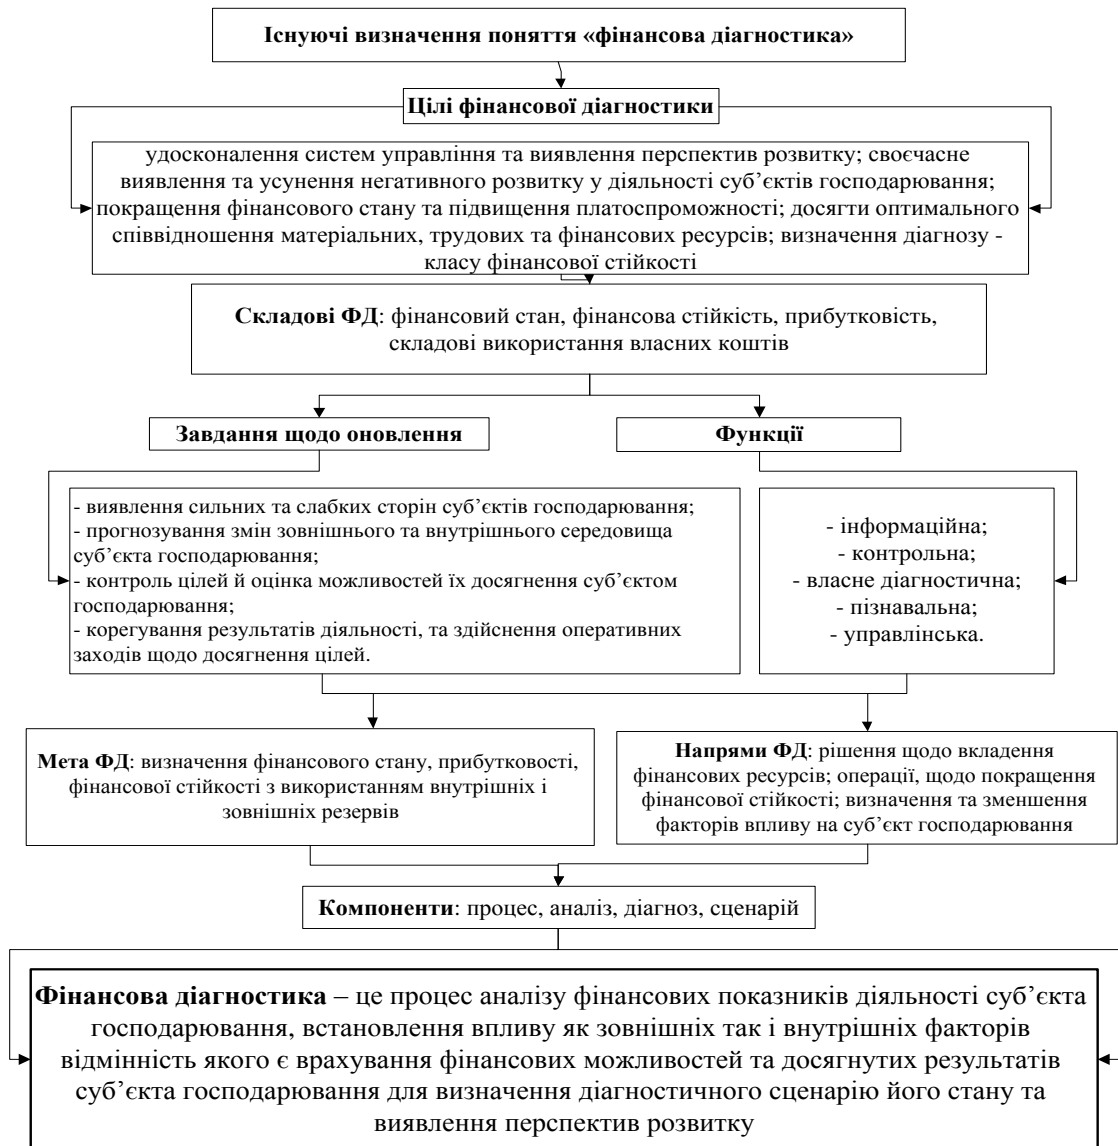 Існуючі визначення поняття «фінансова діагностика»
Цілі фінансової діагностики
удосконалення систем управління та виявлення перспектив розвитку; своєчасне
виявлення та усунення негативного розвитку у діяльності суб’єктів господарювання;
покращення фінансового стану та підвищення платоспроможності; досягти оптимального
співвідношення матеріальних, трудових та фінансових ресурсів; визначення діагнозу -
класу фінансової стійкості
Складові ФД: фінансовий стан, фінансова стійкість, прибутковість,
складові використання власних коштів
Завдання щодо оновлення
Функції
- виявлення сильних та слабких сторін суб’єктів господарювання;
- прогнозування змін зовнішнього та внутрішнього середовища
суб’єкта господарювання;
- контроль цілей й оцінка можливостей їх досягнення суб’єктом
господарювання;
- корегування результатів діяльності, та здійснення оперативних
заходів щодо досягнення цілей.
- інформаційна;
- контрольна;
- власне діагностична;
- пізнавальна;
- управлінська.
Мета ФД: визначення фінансового стану, прибутковості,
фінансової стійкості з використанням внутрішніх і
зовнішніх резервів
Напрями ФД: рішення щодо вкладення
фінансових ресурсів; операції, щодо покращення
фінансової стійкості; визначення та зменшення
факторів впливу на суб’єкт господарювання
Компоненти: процес, аналіз, діагноз, сценарій
Фінансова діагностика – це процес аналізу фінансових показників діяльності суб’єкта
господарювання, встановлення впливу як зовнішніх так і внутрішніх факторів
відмінність якого є врахування фінансових можливостей та досягнутих результатів
суб’єкта господарювання для визначення діагностичного сценарію його стану та
виявлення перспектив розвитку